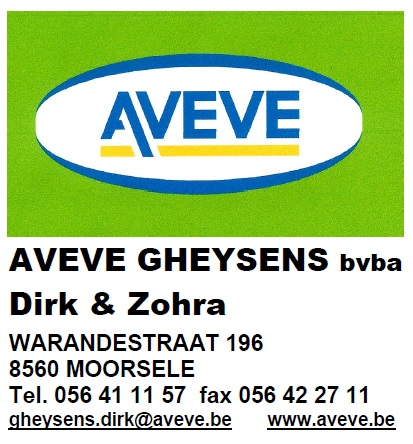 AVEVE
AVEVE GHEYSENS bvba
Dirk & Zohra
WARANDESTRAAT 196
8560 MOORSELE
Tel. 056 41 11 57 fax 056 42 27 11
gheysens.dirk@aveve.be www.aveve.be